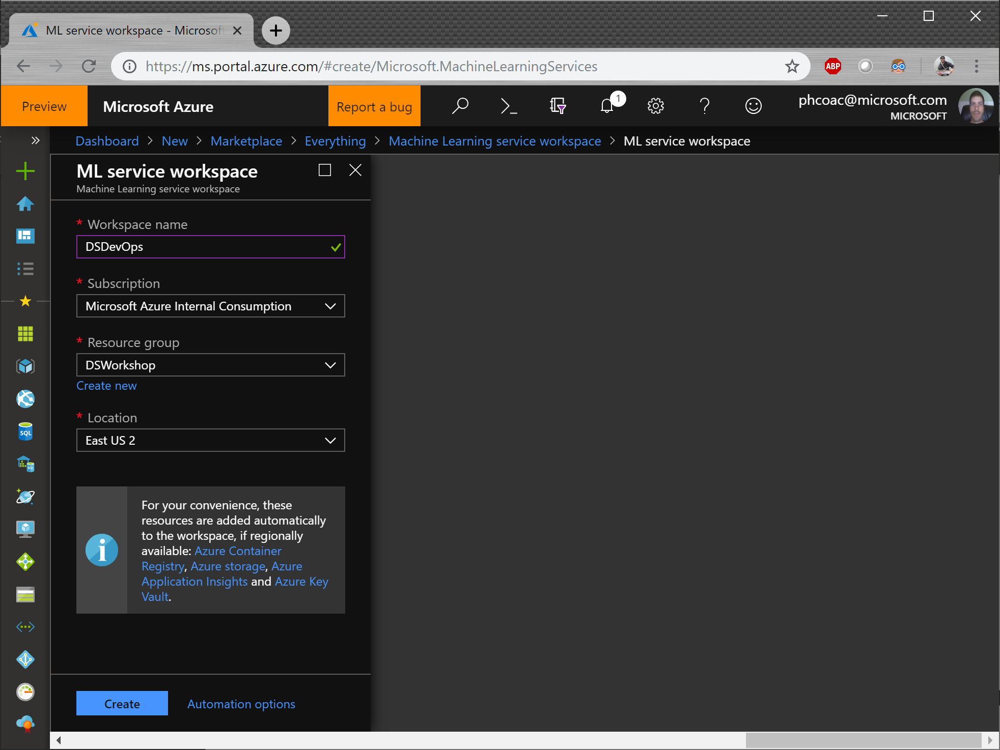 ML service workspace - Microsof
https://ms.portal.azure.com/#create/Microsoft.MachineLearningServices
ABP
Preview
Microsoft Azure
Report a bug
1
phcoac@microsoft.com
MICROSOFT
Dashboard > New > Marketplace > Everything > Machine Learning service workspace > ML service workspace
ML service workspace
Machine Learning service workspace
* Workspace name
DSDevOps
* Subscription
Microsoft Azure Internal Consumption
* Resource group
DSWorkshop
Create new
* Location
East US 2
SQL
SQL
For your convenience, these
resources are added automatically
to the workspace, if regionally
available: Azure Container
Registry, Azure storage, Azure
Application Insights and Azure Key
Vault.
Create
Automation options